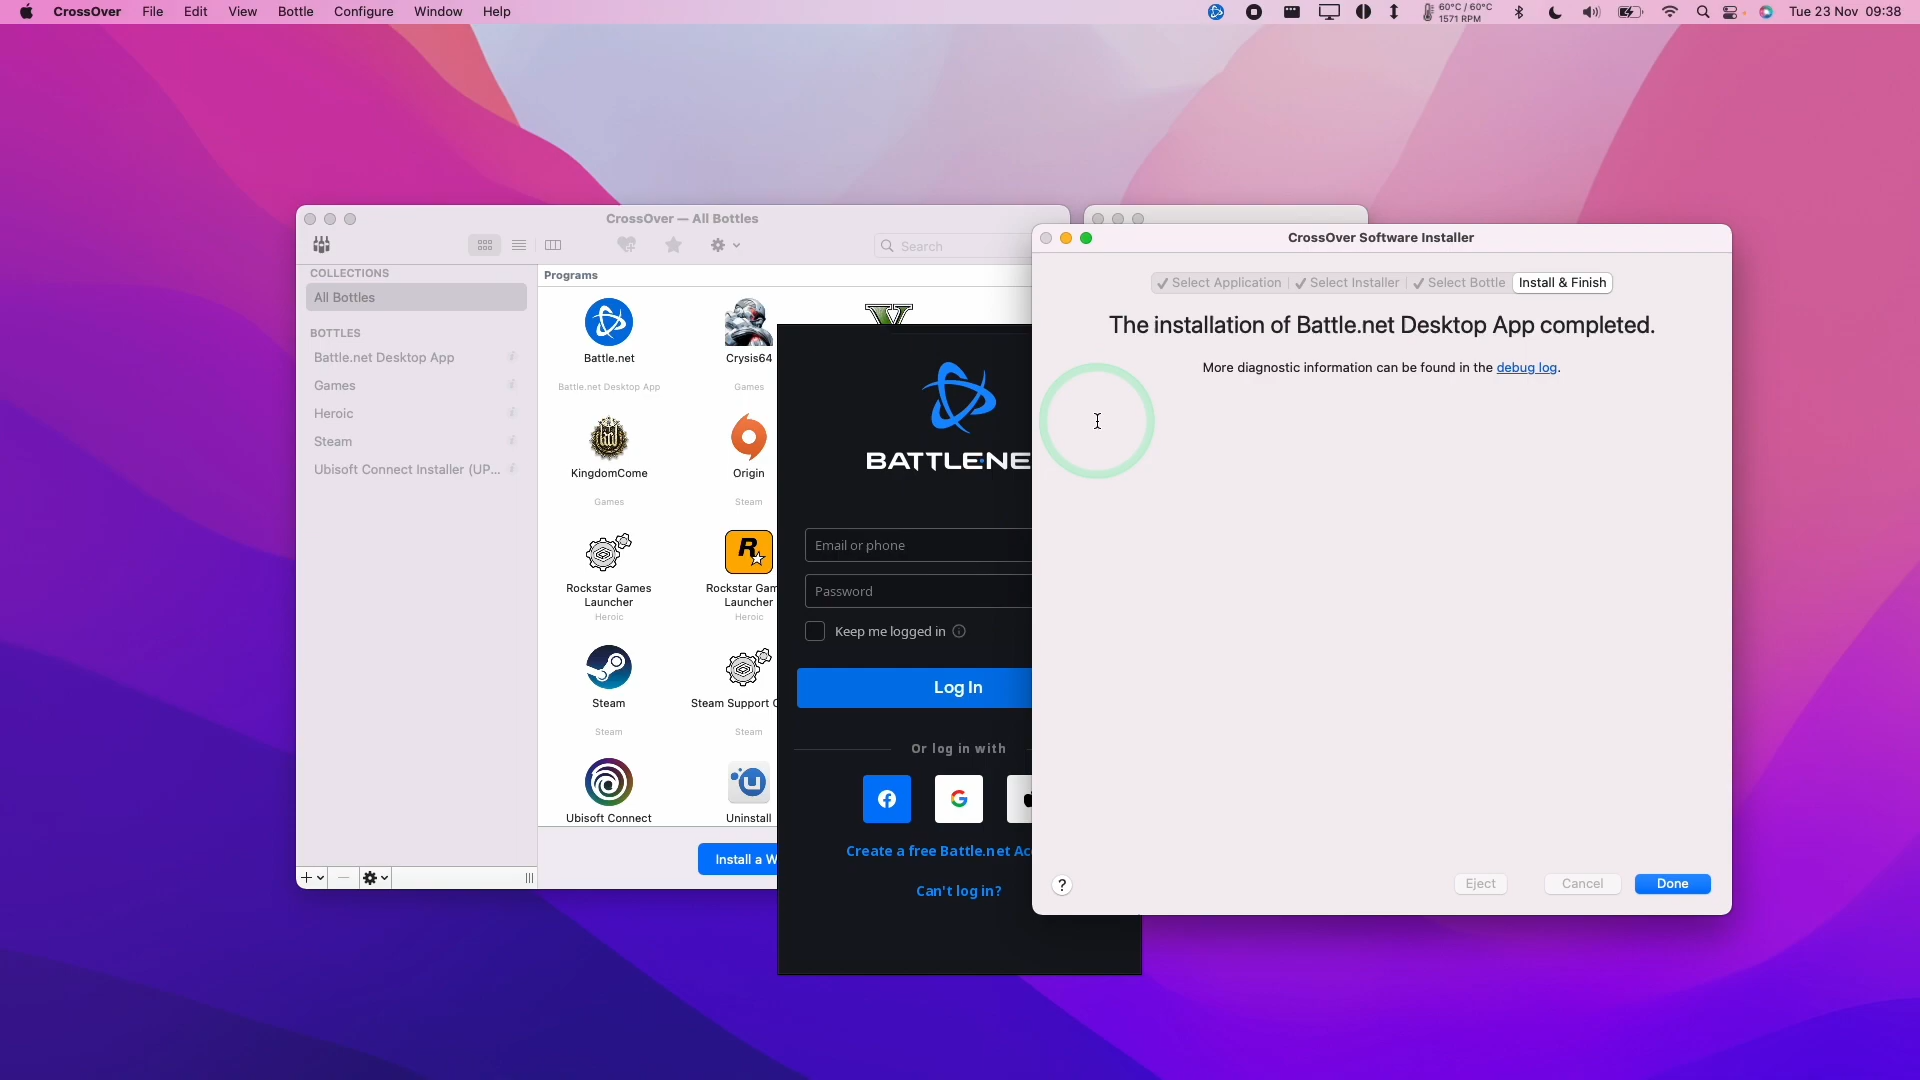 CrossOver File Edit View Bottle Configure Window Help
60°C / 60°C
1571 RPM
Tue 23 Nov 09:38
CrossOver — All Bottles
Search
COLLECTIONS
All Bottles
BOTTLES
Battle.net Desktop App
Games
Heroic
Steam
Ubisoft Connect Installer (UP...
Programs
Battle.net
Battle.net Desktop App
Crysis64
Games
KingdomCome
Games
Origin
Steam
Rockstar Games
Launcher
Heroic
Rockstar Gam
Launcher
Heroic
Steam
Steam
Steam Support C
Steam
Ubisoft Connect
Uninstall
Install a W
BATTLE.NE
Email or phone
Password
Keep me logged in
Log In
Or log in with
Create a free Battle.net Acc
Can't log in?
CrossOver Software Installer
✓ Select Application ✓ Select Installer ✓ Select Bottle Install & Finish
The installation of Battle.net Desktop App completed.
More diagnostic information can be found in the debug log.
?
Eject
Cancel
Done